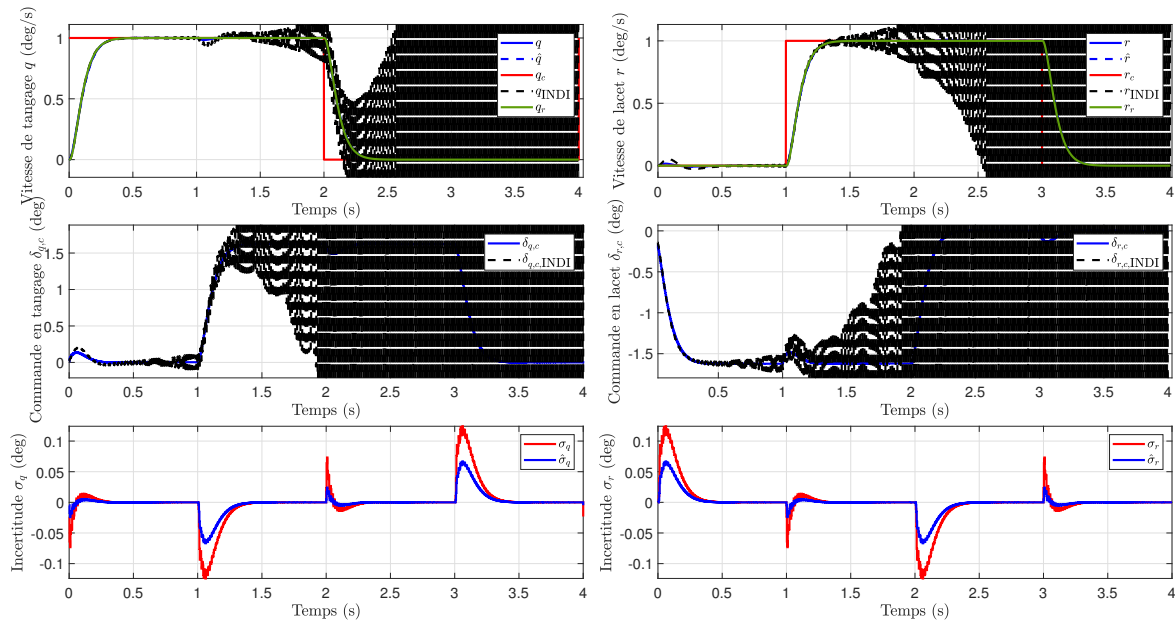 Vitesse de tangage q (deg/s)
1
0.5
0
0 0.5 1 1.5 2 2.5 3 3.5 4
Temps (s)
q
q̂
q_c
q_INDI
q_r
Vitesse de lacet r (deg/s)
1
0.5
0
0 0.5 1 1.5 2 2.5 3 3.5 4
Temps (s)
r
r̂
r_c
r_INDI
r_r
Commande en tangage δ_q,c (deg)
1.5
1
0.5
0
0 0.5 1 1.5 2 2.5 3 3.5 4
Temps (s)
δ_q,c
δ_q,c,INDI
Commande en lacet δ_r,c (deg)
0
-0.5
-1
-1.5
0.5 1 1.5 2 2.5 3 3.5 4
Temps (s)
δ_r,c
δ_r,c,INDI
Incertitude σ_q (deg)
0.1
0.05
0
-0.05
-0.1
0 0.5 1 1.5 2 2.5 3 3.5 4
Temps (s)
σ_q
σ̂_q
Incertitude σ_r (deg)
0.1
0.05
0
-0.05
-0.1
0 0.5 1 1.5 2 2.5 3 3.5 4
Temps (s)
σ_r
σ̂_r